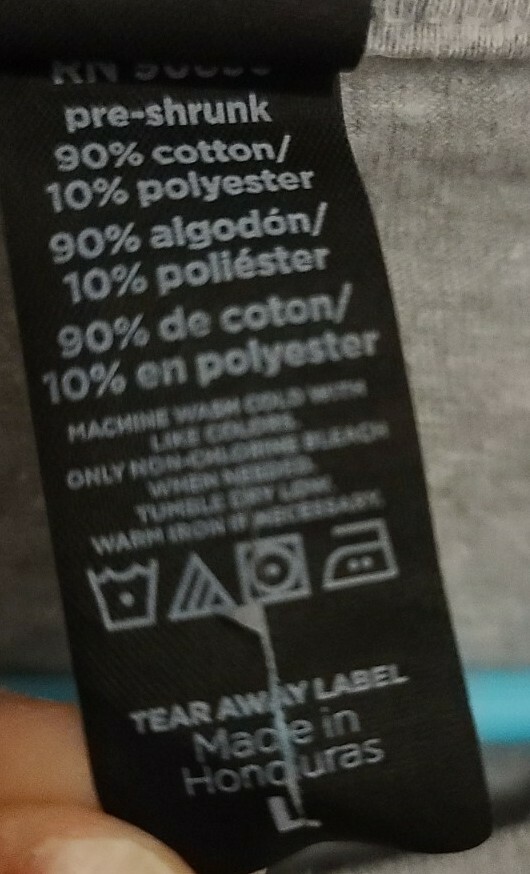 RN
pre-shrunk
90% cotton/
10% polyester
90% algodón/
10% poliéster
90% de coton/
10% en polyester
MACHINE WASH COLD WITH
LIKE COLORS.
ONLY NON-CHLORINE BLEACH
WHEN NEEDED.
TUMBLE DRY LOW.
WARM IRON IF NECESSARY.
TEAR AWAY LABEL
Made in
Honduras
L